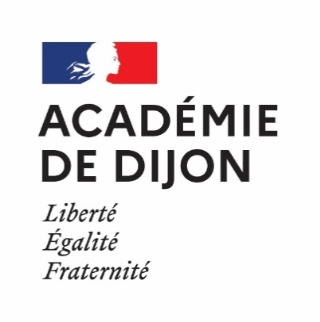 ACADÉMIE
DE DIJON
Liberté
Égalité
Fraternité